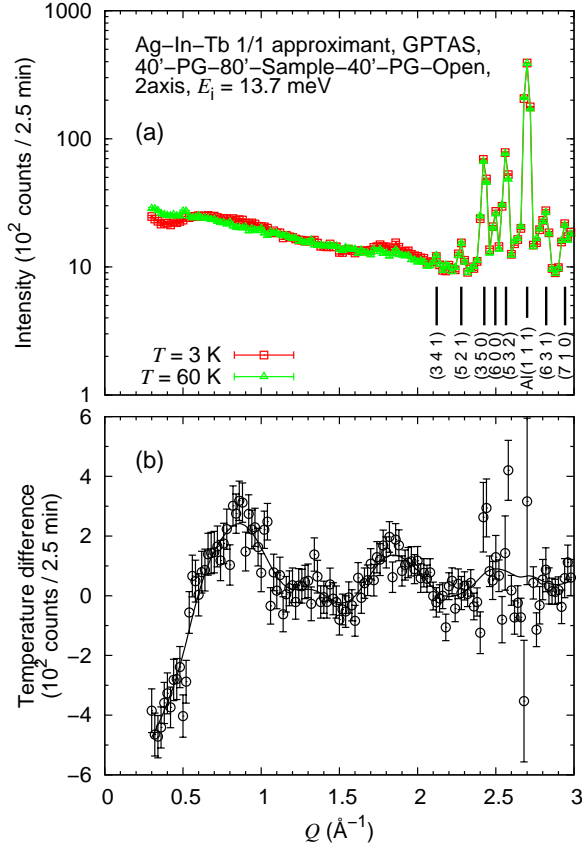 1000
Ag–In–Tb 1/1 approximant, GPTAS,
40'–PG–80'–Sample–40'–PG–Open,
2axis, Ei = 13.7 meV
(a)
100
10
1
Intensity (10² counts / 2.5 min)
T = 3 K
T = 60 K
(3 4 1)
(5 2 1)
(3 5 0)
(6 0 0)
(5 3 2)
Al(1 1 1)
(6 3 1)
(7 1 0)
6
(b)
4
2
0
−2
−4
−6
Temperature difference
(10² counts / 2.5 min)
0 0.5 1 1.5 2 2.5 3
Q (Å⁻¹)